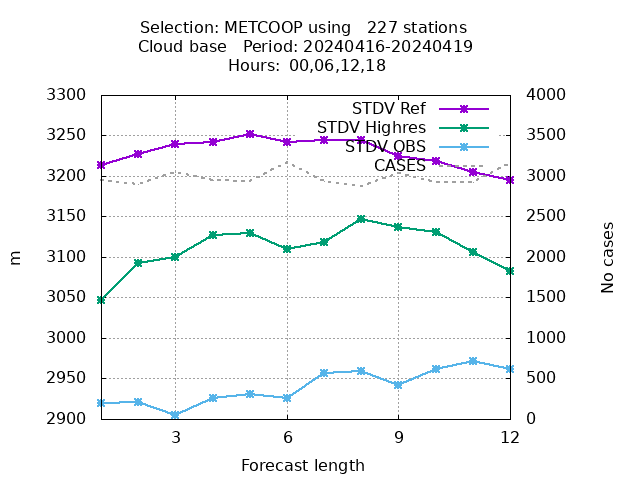 Selection: METCOOP using   227 stations
Cloud base   Period: 20240416-20240419
Hours:  00,06,12,18
3300
3250
3200
3150
3100
3050
3000
2950
2900
4000
3500
3000
2500
2000
1500
1000
500
0
STDV Ref
STDV Highres
STDV OBS
CASES
m
No cases
3
6
9
12
Forecast length